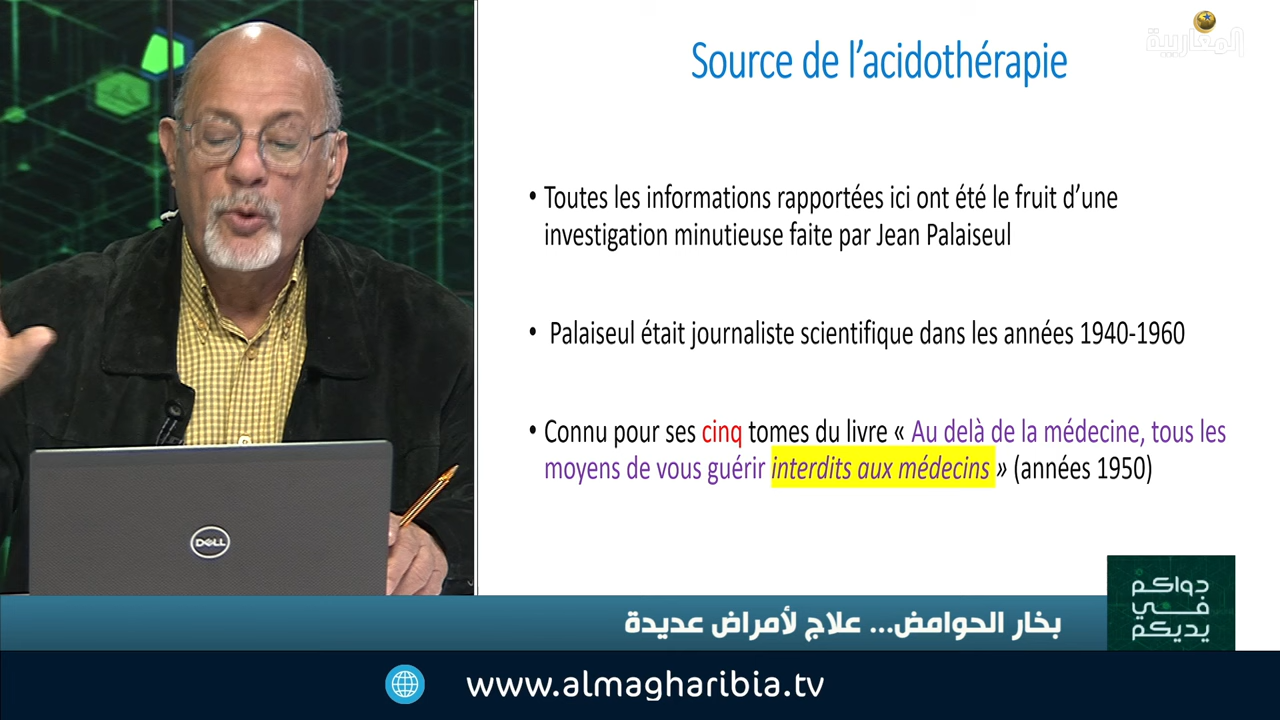 المغاربية
Source de l’acidothérapie
• Toutes les informations rapportées ici ont été le fruit d’une
investigation minutieuse faite par Jean Palaiseul
• Palaiseul était journaliste scientifique dans les années 1940-1960
• Connu pour ses cinq tomes du livre « Au delà de la médecine, tous les
moyens de vous guérir interdits aux médecins » (années 1950)
DELL
دواكم
في
يديكم
بخار الحوامض... علاج لأمراض عديدة
www.almagharibia.tv